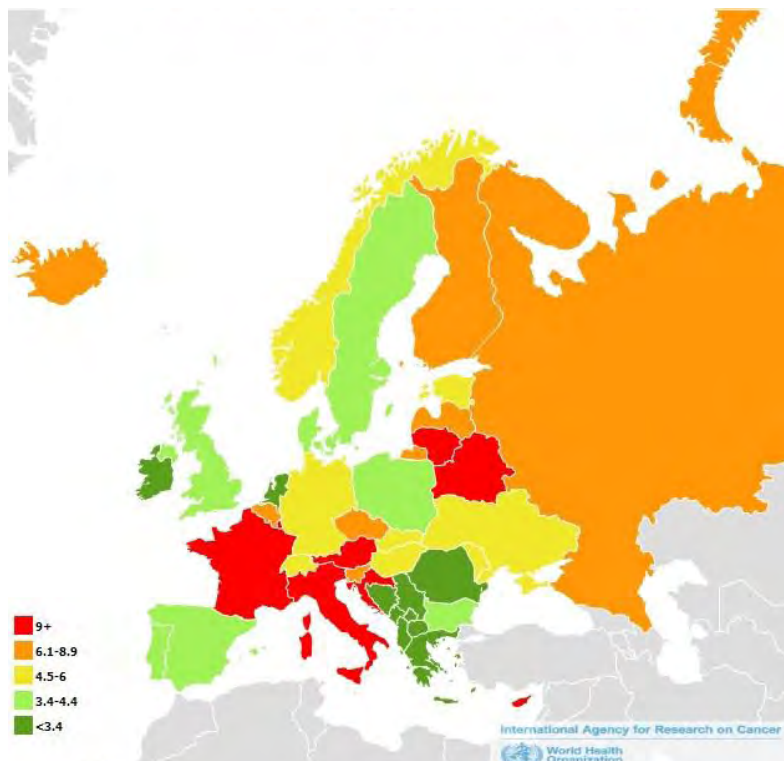 9+
6.1-8.9
4.5-6
3.4-4.4
<3.4
International Agency for Research on Cancer
World Health
Organization